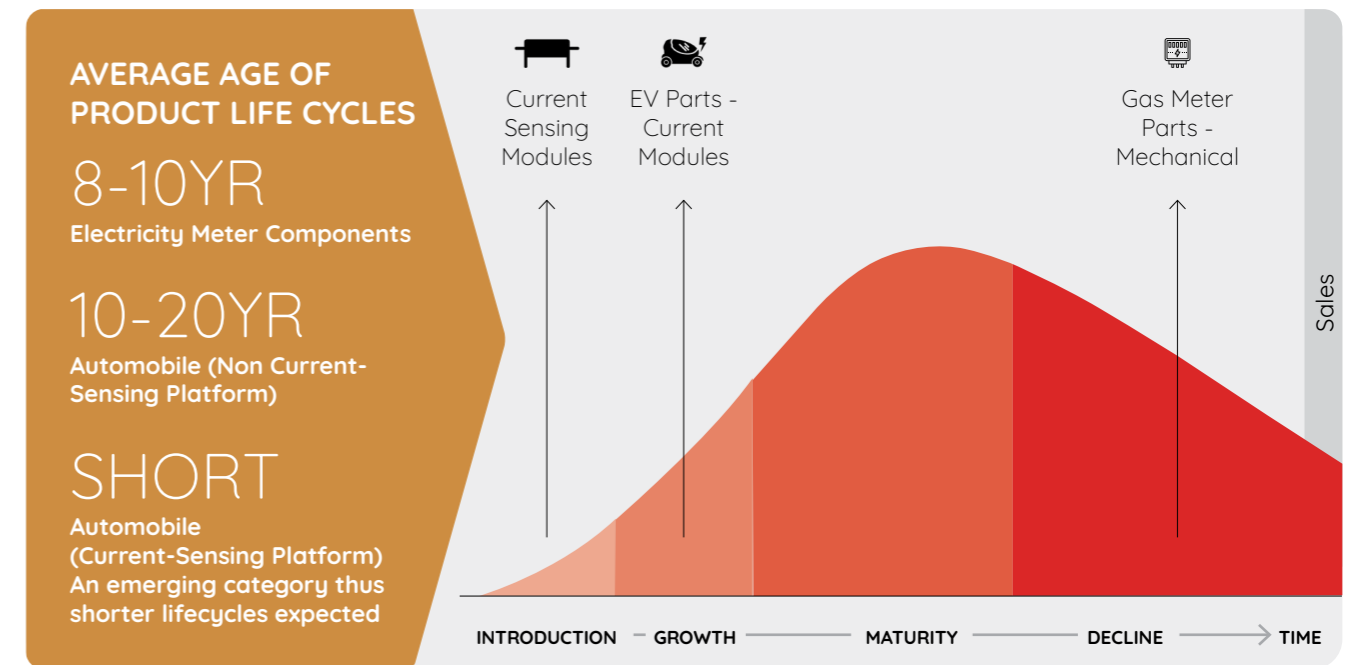 AVERAGE AGE OF
PRODUCT LIFE CYCLES
8-10YR
Electricity Meter Components
10-20YR
Automobile (Non Current-
Sensing Platform)
SHORT
Automobile
(Current-Sensing Platform)
An emerging category thus
shorter lifecycles expected
Current
Sensing
Modules
EV Parts -
Current
Modules
Gas Meter
Parts -
Mechanical
Sales
INTRODUCTION
GROWTH
MATURITY
DECLINE
TIME